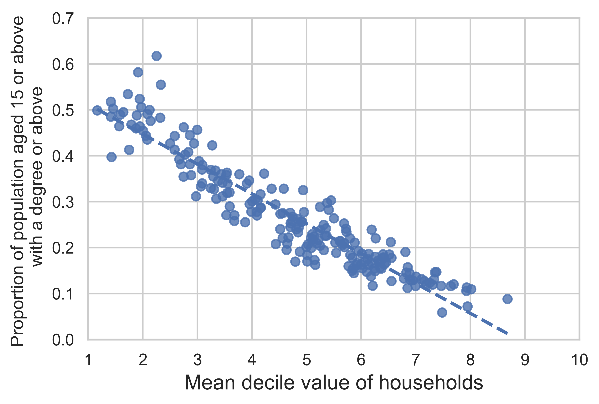 0.7
0.6
0.5
0.4
0.3
0.2
0.1
0.0
Proportion of population aged 15 or above
with a degree or above
1 2 3 4 5 6 7 8 9 10
Mean decile value of households